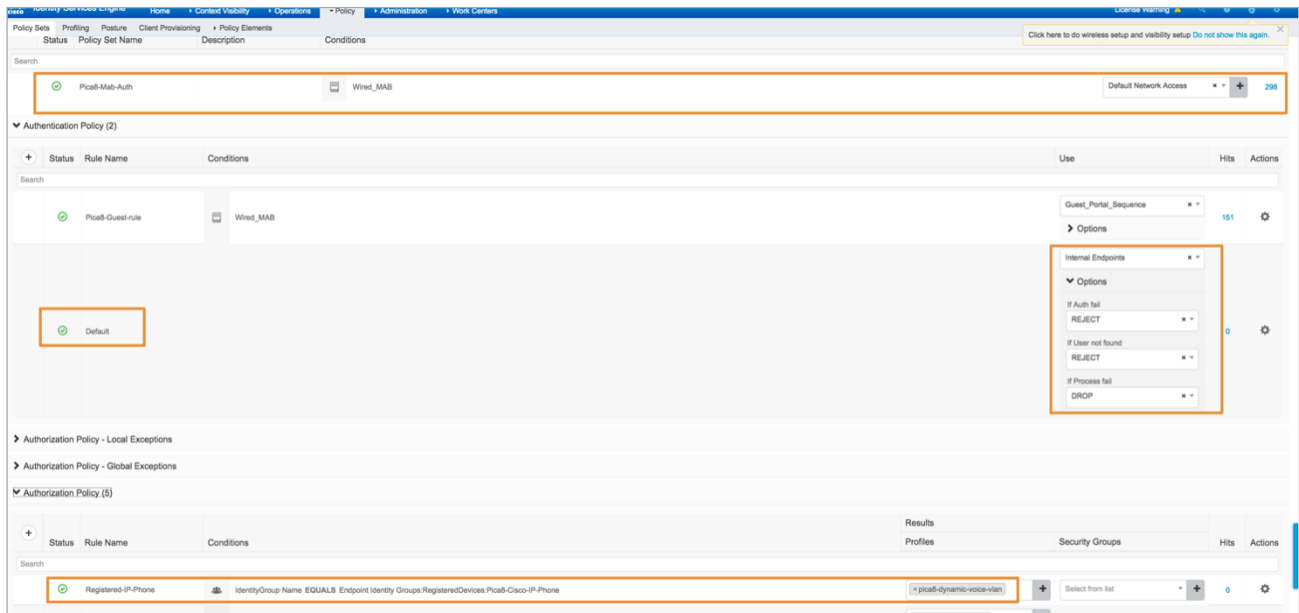 cisco Identity Services Engine Home Context Visibility Operations Policy Administration Work Centers License Warning
Policy Sets Profiling Posture Client Provisioning Policy Elements
Click here to do wireless setup and visibility setup Do not show this again.
Status Policy Set Name Description Conditions
Search
Pica8-Mab-Auth Wired_MAB Default Network Access 298
Authentication Policy (2)
Status Rule Name Conditions Use Hits Actions
Search
Pica8-Guest-rule Wired_MAB Guest_Portal_Sequence 151
Options
Internal Endpoints
Options
If Auth fail
REJECT
Default 0
If User not found
REJECT
If Process fail
DROP
Authorization Policy - Local Exceptions
Authorization Policy - Global Exceptions
Authorization Policy (5)
Results
Status Rule Name Conditions Profiles Security Groups Hits Actions
Search
Registered-IP-Phone IdentityGroup·Name EQUALS Endpoint Identity Groups:RegisteredDevices:Pica8-Cisco-IP-Phone × pica8-dynamic-voice-vlan Select from list 0